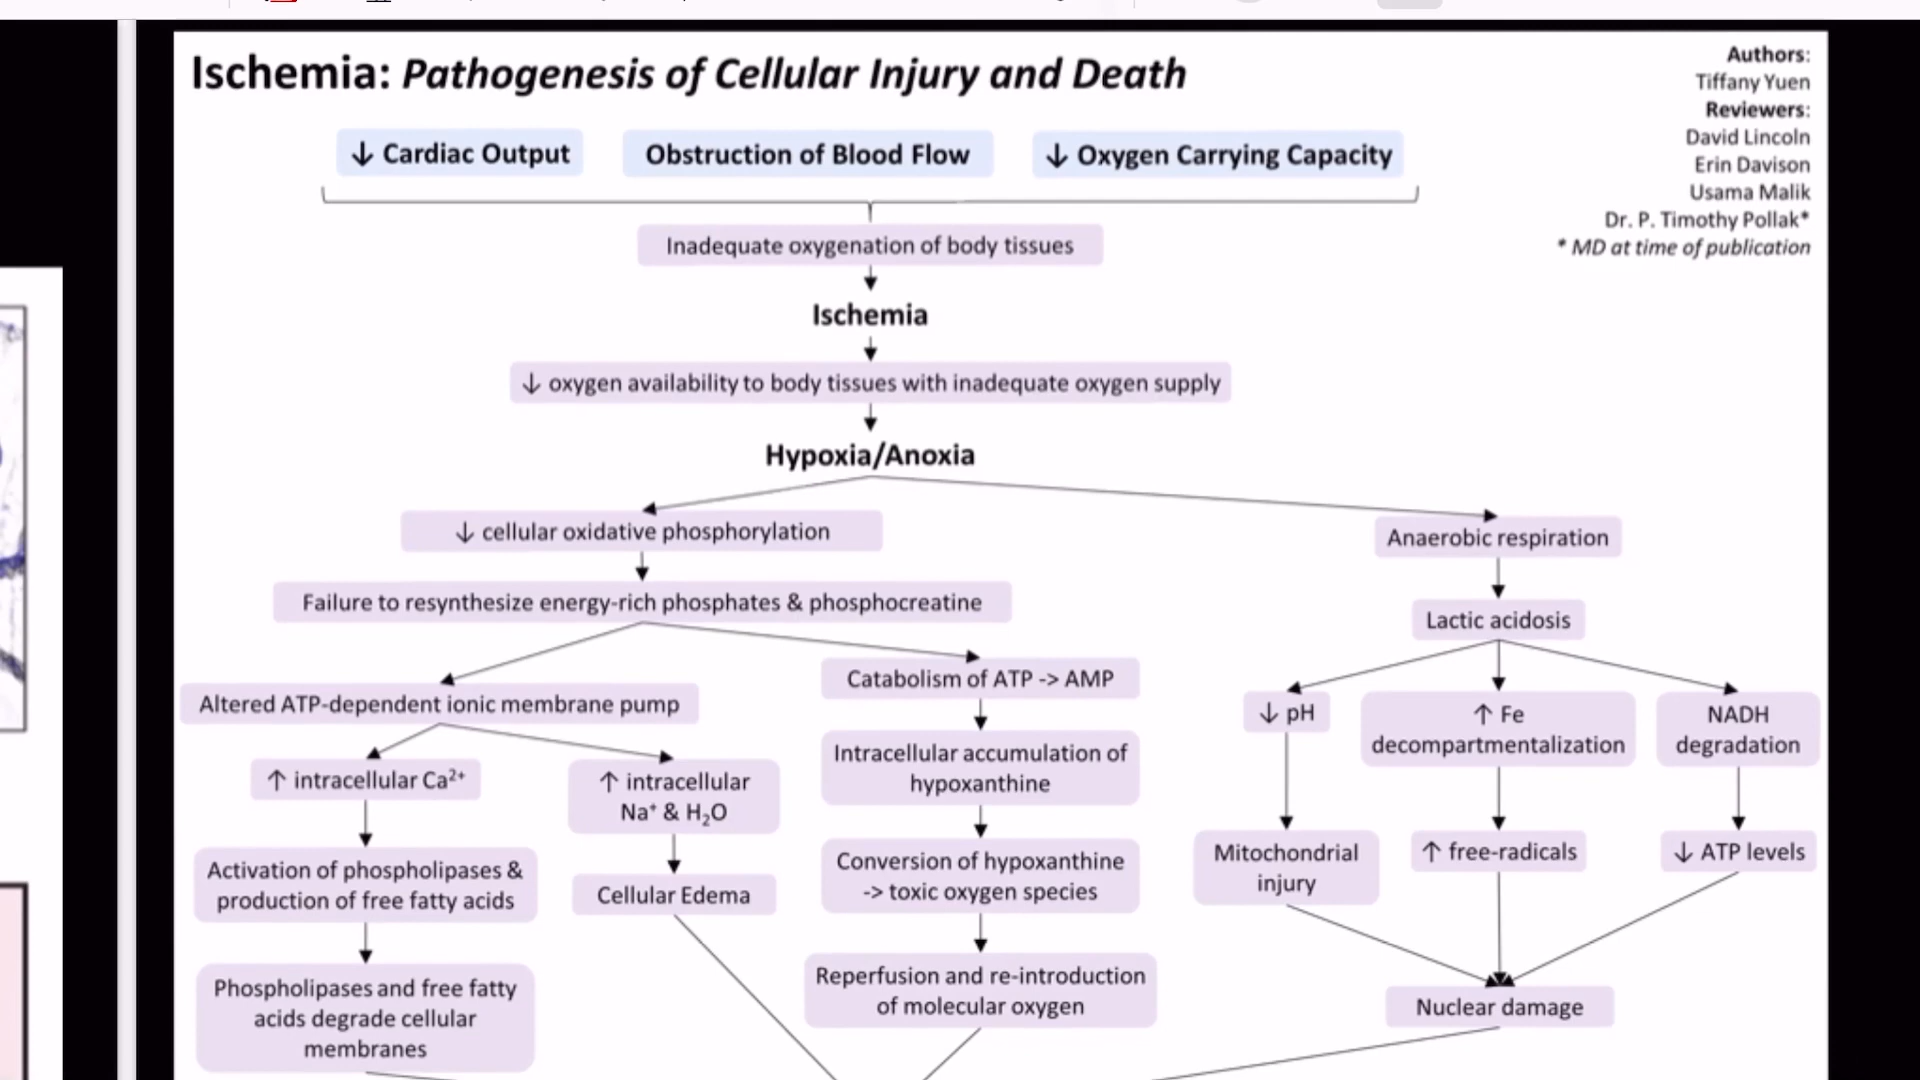 Ischemia: Pathogenesis of Cellular Injury and Death
Authors:
Tiffany Yuen
Reviewers:
David Lincoln
Erin Davison
Usama Malik
Dr. P. Timothy Pollak*
* MD at time of publication
↓ Cardiac Output
Obstruction of Blood Flow
↓ Oxygen Carrying Capacity
Inadequate oxygenation of body tissues
Ischemia
↓ oxygen availability to body tissues with inadequate oxygen supply
Hypoxia/Anoxia
↓ cellular oxidative phosphorylation
Failure to resynthesize energy-rich phosphates & phosphocreatine
Altered ATP-dependent ionic membrane pump
↑ intracellular Ca²⁺
Activation of phospholipases &
production of free fatty acids
Phospholipases and free fatty
acids degrade cellular
membranes
↑ intracellular
Na⁺ & H₂O
Cellular Edema
Catabolism of ATP -> AMP
Intracellular accumulation of
hypoxanthine
Conversion of hypoxanthine
-> toxic oxygen species
Reperfusion and re-introduction
of molecular oxygen
Anaerobic respiration
Lactic acidosis
↓ pH
Mitochondrial
injury
↑ Fe
decompartmentalization
↑ free-radicals
NADH
degradation
↓ ATP levels
Nuclear damage